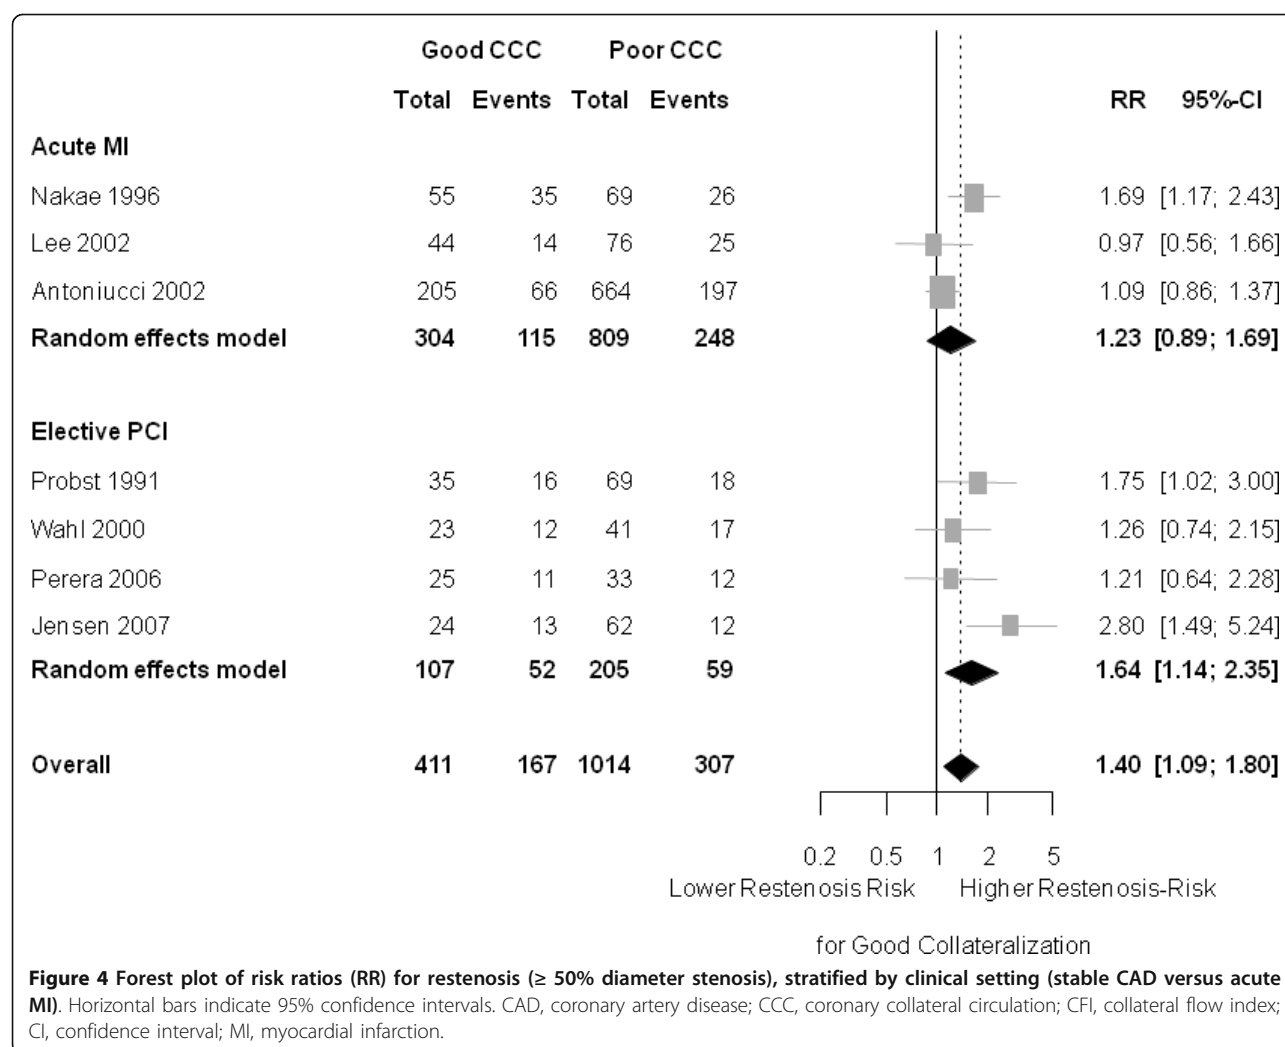 Good CCC Poor CCC
Total Events Total Events RR 95%-CI
Acute MI
Nakae 1996 55 35 69 26 1.69 [1.17; 2.43]
Lee 2002 44 14 76 25 0.97 [0.56; 1.66]
Antoniucci 2002 205 66 664 197 1.09 [0.86; 1.37]
Random effects model 304 115 809 248 1.23 [0.89; 1.69]
Elective PCI
Probst 1991 35 16 69 18 1.75 [1.02; 3.00]
Wahl 2000 23 12 41 17 1.26 [0.74; 2.15]
Perera 2006 25 11 33 12 1.21 [0.64; 2.28]
Jensen 2007 24 13 62 12 2.80 [1.49; 5.24]
Random effects model 107 52 205 59 1.64 [1.14; 2.35]
Overall 411 167 1014 307 1.40 [1.09; 1.80]
0.2 0.5 1 2 5
Lower Restenosis Risk Higher Restenosis-Risk
for Good Collateralization
Figure 4 Forest plot of risk ratios (RR) for restenosis (≥ 50% diameter stenosis), stratified by clinical setting (stable CAD versus acute
MI). Horizontal bars indicate 95% confidence intervals. CAD, coronary artery disease; CCC, coronary collateral circulation; CFI, collateral flow index;
CI, confidence interval; MI, myocardial infarction.